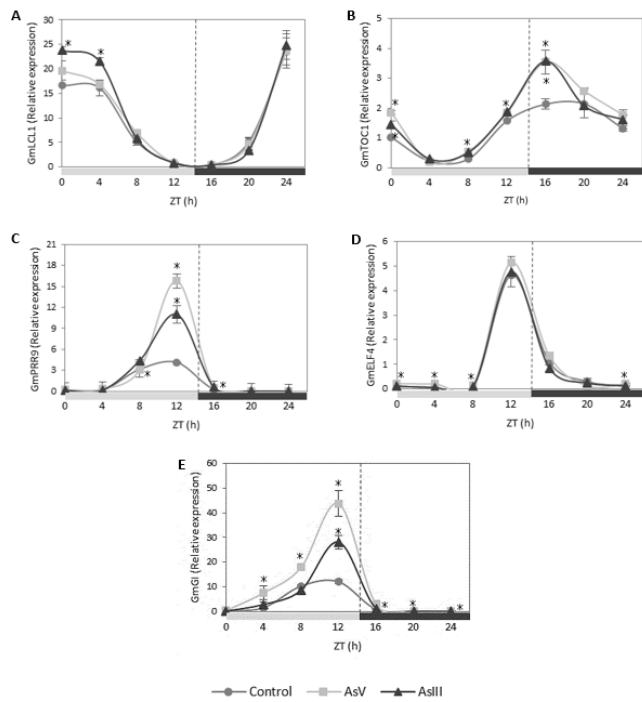 A
GmLCL1 (Relative expression)
30
25
20
15
10
5
0
* *
0 4 8 12 16 20 24
ZT (h)
B
GmTOC1 (Relative expression)
5
4
3
2
1
0
* * * * * *
0 4 8 12 16 20 24
ZT (h)
C
GmPRR9 (Relative expression)
21
18
15
12
9
6
3
0
* * * *
0 4 8 12 16 20 24
ZT (h)
D
GmELF4 (Relative expression)
6
5
4
3
2
1
0
* * * *
0 4 8 12 16 20 24
ZT (h)
E
GmGI (Relative expression)
60
50
40
30
20
10
0
* * * * * * *
0 4 8 12 16 20 24
ZT (h)
Control AsV AsIII